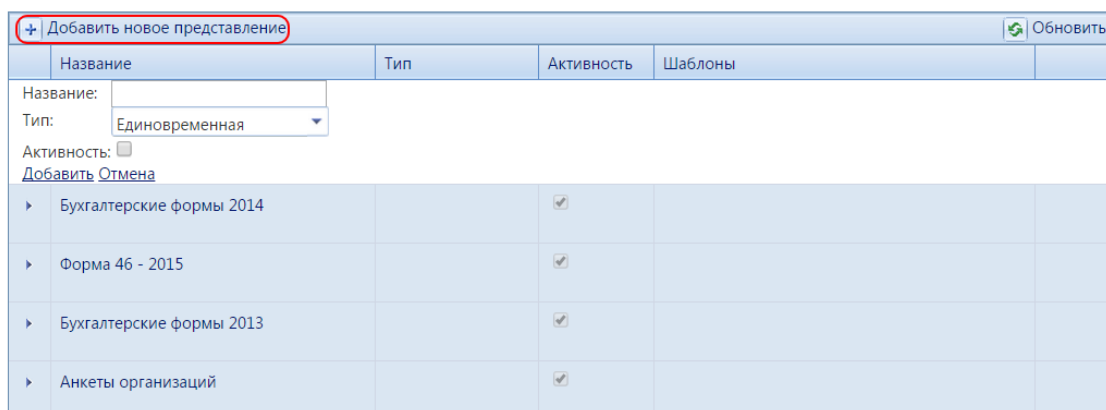 Добавить новое представление Обновить
Название Тип Активность Шаблоны
Название:
Тип: Единовременная
Активность:
Добавить Отмена
Бухгалтерские формы 2014
Форма 46 - 2015
Бухгалтерские формы 2013
Анкеты организаций